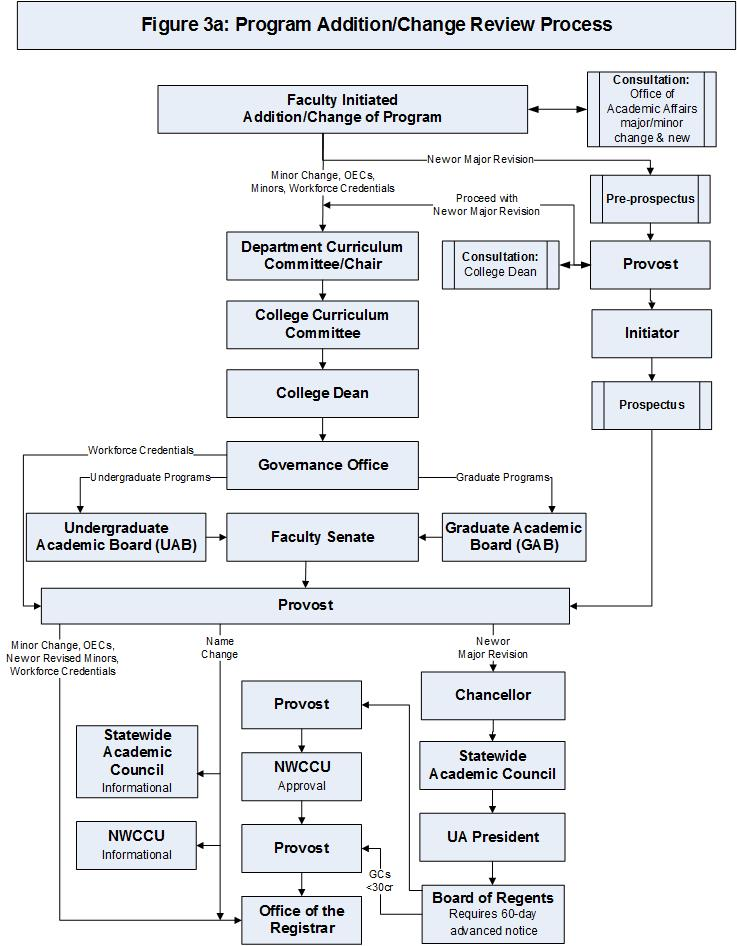 Figure 3a: Program Addition/Change Review Process
Faculty Initiated
Addition/Change of Program
Consultation:
Office of
Academic Affairs
major/minor
change & new
Newor Major Revision
Minor Change, OECs,
Minors, Workforce Credentials
Pre-prospectus
Proceed with
Newor Major Revision
Department Curriculum
Committee/Chair
Consultation:
College Dean
Provost
College Curriculum
Committee
Initiator
College Dean
Prospectus
Workforce Credentials
Governance Office
Undergraduate Programs
Graduate Programs
Undergraduate
Academic Board (UAB)
Faculty Senate
Graduate Academic
Board (GAB)
Provost
Minor Change, OECs,
Newor Revised Minors,
Workforce Credentials
Name
Change
Newor
Major Revision
Chancellor
Provost
Statewide
Academic
Council
Informational
NWCCU
Approval
Statewide
Academic Council
NWCCU
Informational
Provost
UA President
GCs
<30cr
Office of the
Registrar
Board of Regents
Requires 60-day
advanced notice